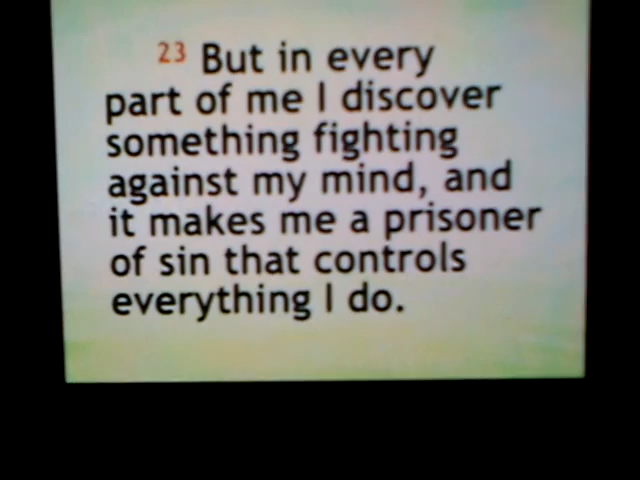 23 But in every
part of me I discover
something fighting
against my mind, and
it makes me a prisoner
of sin that controls
everything I do.